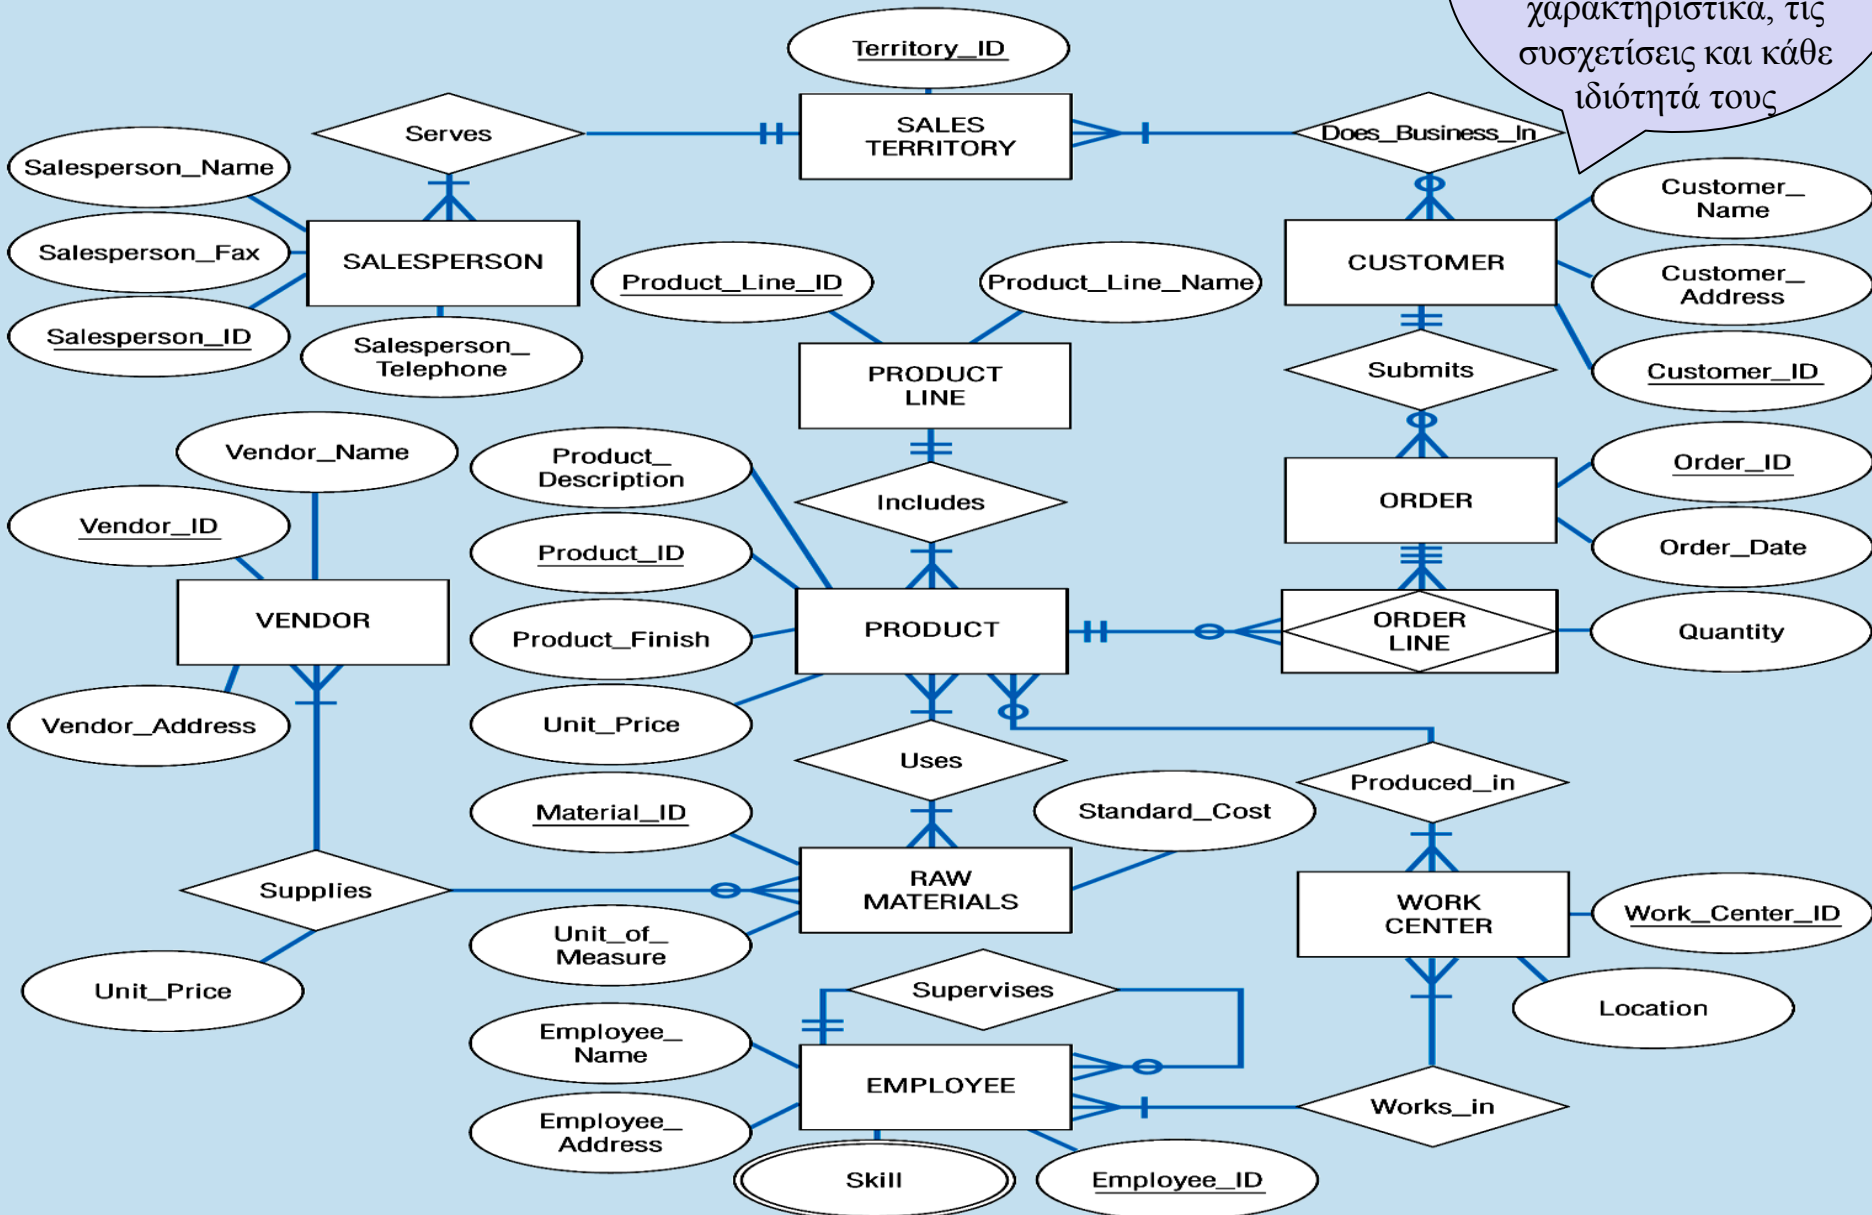 χαρακτηριστικά, τις
συσχετίσεις και κάθε
ιδιότητά τους
Territory_ID
Serves
SALES
TERRITORY
Does_Business_In
Salesperson_Name
Salesperson_Fax
Salesperson_ID
SALESPERSON
Salesperson_
Telephone
Product_Line_ID
Product_Line_Name
CUSTOMER
Customer_
Name
Customer_
Address
Customer_ID
PRODUCT
LINE
Submits
Vendor_Name
Vendor_ID
VENDOR
Vendor_Address
Product_
Description
Product_ID
Product_Finish
Unit_Price
Includes
PRODUCT
ORDER
Order_ID
Order_Date
ORDER
LINE
Quantity
Uses
Produced_in
Material_ID
Standard_Cost
Supplies
RAW
MATERIALS
Unit_of_
Measure
Unit_Price
WORK
CENTER
Work_Center_ID
Location
Supervises
Employee_
Name
EMPLOYEE
Employee_
Address
Works_in
Skill
Employee_ID